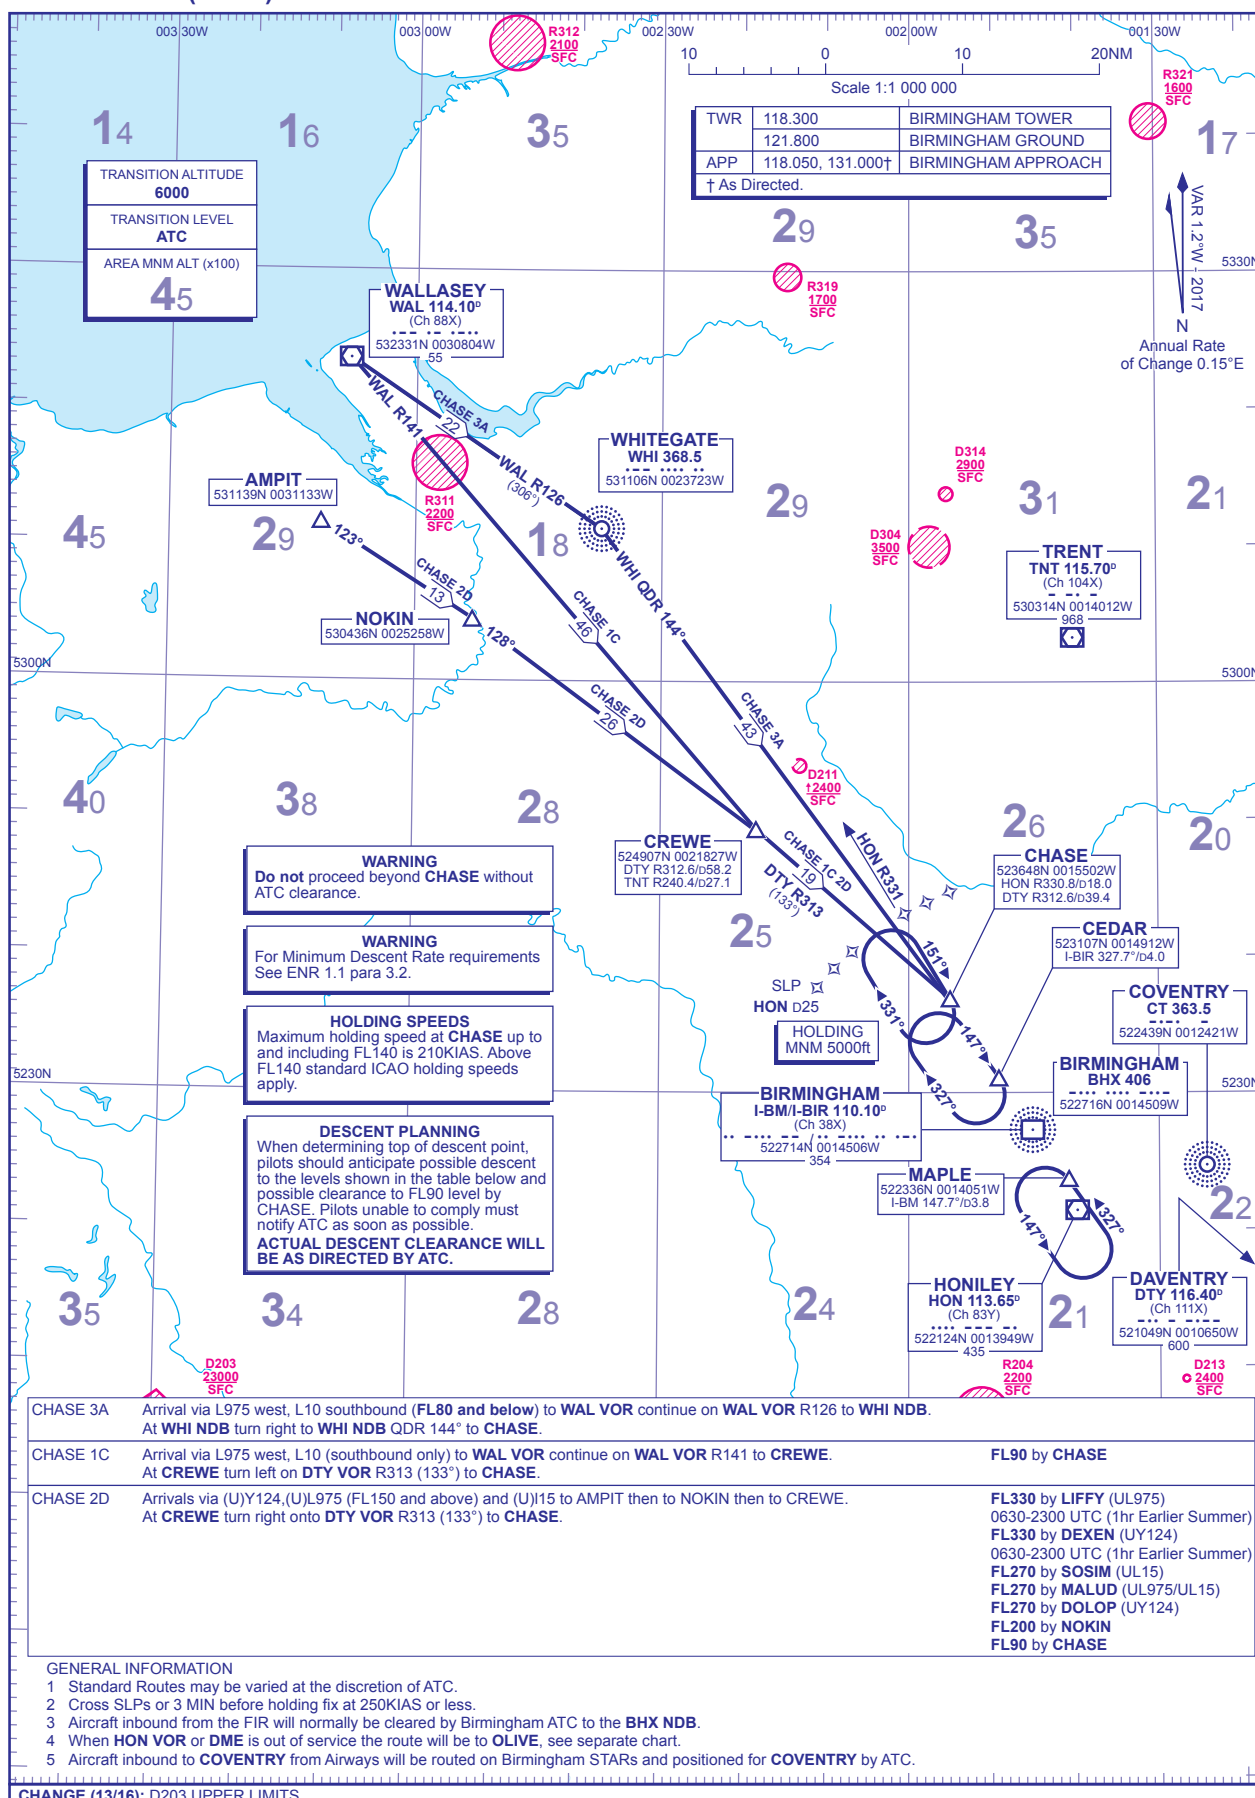 003 30W
003 00W
002 30W
002 00W
001 30W
R312
2100
SFC
10
0
10
20NM
Scale 1:1 000 000
R321
1600
SFC
14
16
35
17
TWR 118.300 BIRMINGHAM TOWER
121.800 BIRMINGHAM GROUND
APP 118.050, 131.000† BIRMINGHAM APPROACH
† As Directed.
TRANSITION ALTITUDE
6000
TRANSITION LEVEL
ATC
AREA MNM ALT (x100)
45
29
35
VAR 1.2°W - 2017
N
Annual Rate
of Change 0.15°E
5330N
R319
1700
SFC
WALLASEY
WAL 114.10ᴰ
(Ch 88X)
·-- ·- ·-··
532331N 0030804W
55
WAL R141
CHASE 3A
22
WAL R126
(306°)
WHITEGATE
WHI 368.5
·-- ···· ··
531106N 0023723W
R311
2200
SFC
AMPIT
531139N 0031133W
D314
2900
SFC
D304
3500
SFC
45
29
18
29
31
21
TRENT
TNT 115.70ᴰ
(Ch 104X)
- -· -
530314N 0014012W
968
123°
CHASE 2D
13
NOKIN
530436N 0025258W
128°
CHASE 1C
46
WHI QDR 144°
5300N
5300N
CHASE 2D
26
CHASE 3A
43
D211
†2400
SFC
40
38
28
26
20
CREWE
524907N 0021827W
DTY R312.6/D58.2
TNT R240.4/D27.1
CHASE 1C 2D
19
DTY R313
(133°)
HON R331
CHASE
523648N 0015502W
HON R330.8/D18.0
DTY R312.6/D39.4
WARNING
Do not proceed beyond CHASE without
ATC clearance.
25
CEDAR
523107N 0014912W
I-BIR 327.7°/D4.0
WARNING
For Minimum Descent Rate requirements
See ENR 1.1 para 3.2.
151°
SLP
HON D25
331°
COVENTRY
CT 363.5
-·-· -
522439N 0012421W
HOLDING SPEEDS
Maximum holding speed at CHASE up to
and including FL140 is 210KIAS. Above
FL140 standard ICAO holding speeds
apply.
HOLDING
MNM 5000ft
147°
327°
BIRMINGHAM
BHX 406
-··· ···· -··-
522716N 0014509W
5230N
5230N
BIRMINGHAM
I-BM/I-BIR 110.10ᴰ
(Ch 38X)
·· -··· -- / ·· -··· ·· ·-·
522714N 0014506W
354
DESCENT PLANNING
When determining top of descent point,
pilots should anticipate possible descent
to the levels shown in the table below and
possible clearance to FL90 level by
CHASE. Pilots unable to comply must
notify ATC as soon as possible.
ACTUAL DESCENT CLEARANCE WILL
BE AS DIRECTED BY ATC.
MAPLE
522336N 0014051W
I-BM 147.7°/D3.8
147°
327°
22
HONILEY
HON 113.65ᴰ
(Ch 83Y)
···· --- -·
522124N 0013949W
435
DAVENTRY
DTY 116.40ᴰ
(Ch 111X)
-·· - -·--
521049N 0010650W
600
35
34
28
24
21
D203
23000
SFC
R204
2200
SFC
D213
2400
SFC
CHASE 3A Arrival via L975 west, L10 southbound (FL80 and below) to WAL VOR continue on WAL VOR R126 to WHI NDB.
At WHI NDB turn right to WHI NDB QDR 144° to CHASE.
CHASE 1C Arrival via L975 west, L10 (southbound only) to WAL VOR continue on WAL VOR R141 to CREWE. FL90 by CHASE
At CREWE turn left on DTY VOR R313 (133°) to CHASE.
CHASE 2D Arrivals via (U)Y124,(U)L975 (FL150 and above) and (U)l15 to AMPIT then to NOKIN then to CREWE. FL330 by LIFFY (UL975)
At CREWE turn right onto DTY VOR R313 (133°) to CHASE. 0630-2300 UTC (1hr Earlier Summer)
FL330 by DEXEN (UY124)
0630-2300 UTC (1hr Earlier Summer)
FL270 by SOSIM (UL15)
FL270 by MALUD (UL975/UL15)
FL270 by DOLOP (UY124)
FL200 by NOKIN
FL90 by CHASE
GENERAL INFORMATION
1 Standard Routes may be varied at the discretion of ATC.
2 Cross SLPs or 3 MIN before holding fix at 250KIAS or less.
3 Aircraft inbound from the FIR will normally be cleared by Birmingham ATC to the BHX NDB.
4 When HON VOR or DME is out of service the route will be to OLIVE, see separate chart.
5 Aircraft inbound to COVENTRY from Airways will be routed on Birmingham STARs and positioned for COVENTRY by ATC.
CHANGE (13/16): D203 UPPER LIMITS